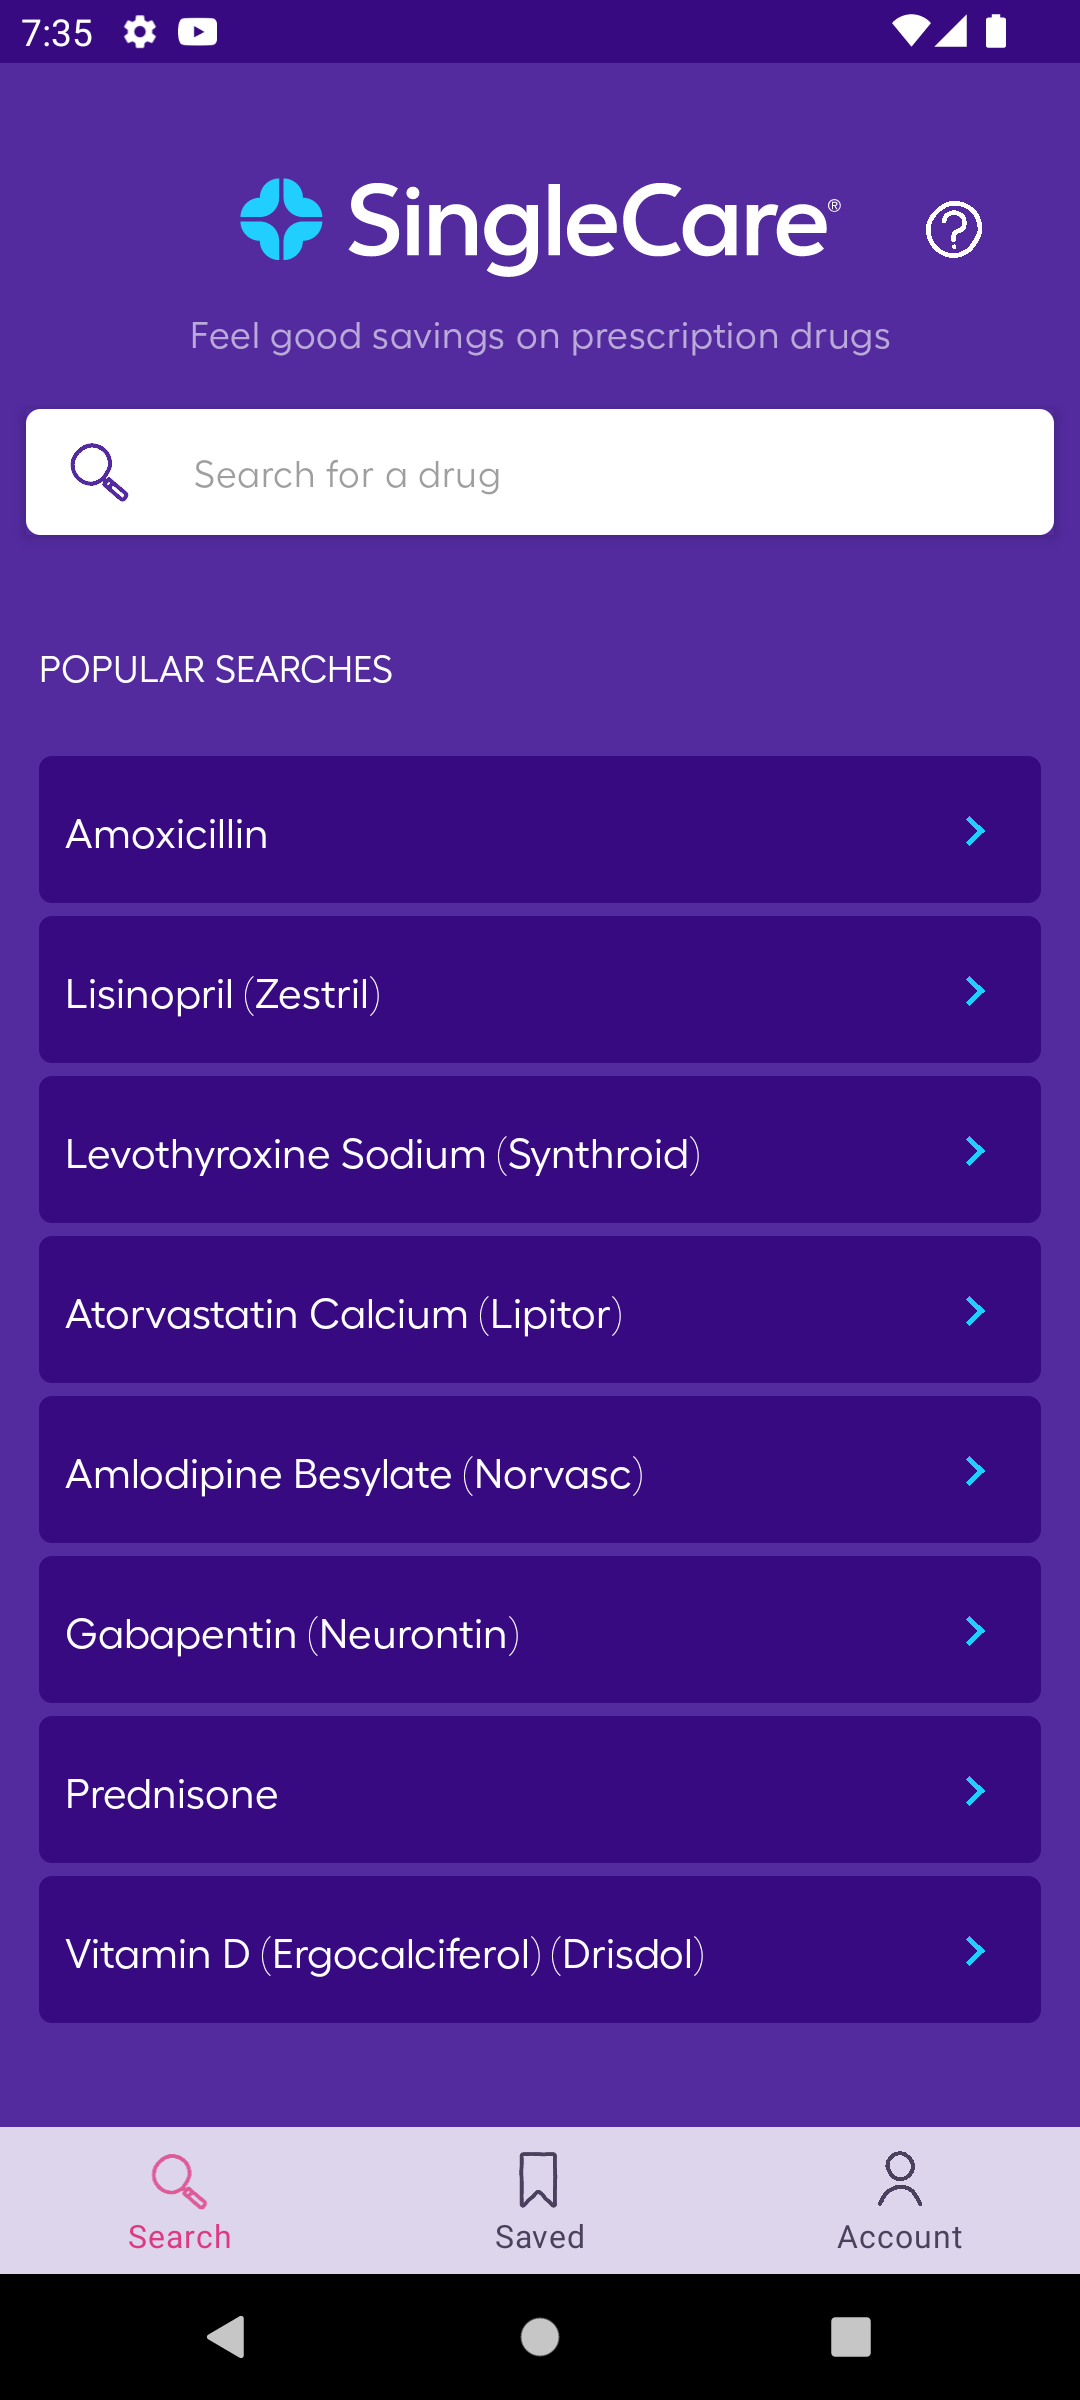 7:35
SingleCare®
Feel good savings on prescription drugs
Search for a drug
POPULAR SEARCHES
Amoxicillin
Lisinopril (Zestril)
Levothyroxine Sodium (Synthroid)
Atorvastatin Calcium (Lipitor)
Amlodipine Besylate (Norvasc)
Gabapentin (Neurontin)
Prednisone
Vitamin D (Ergocalciferol) (Drisdol)
Search Saved Account